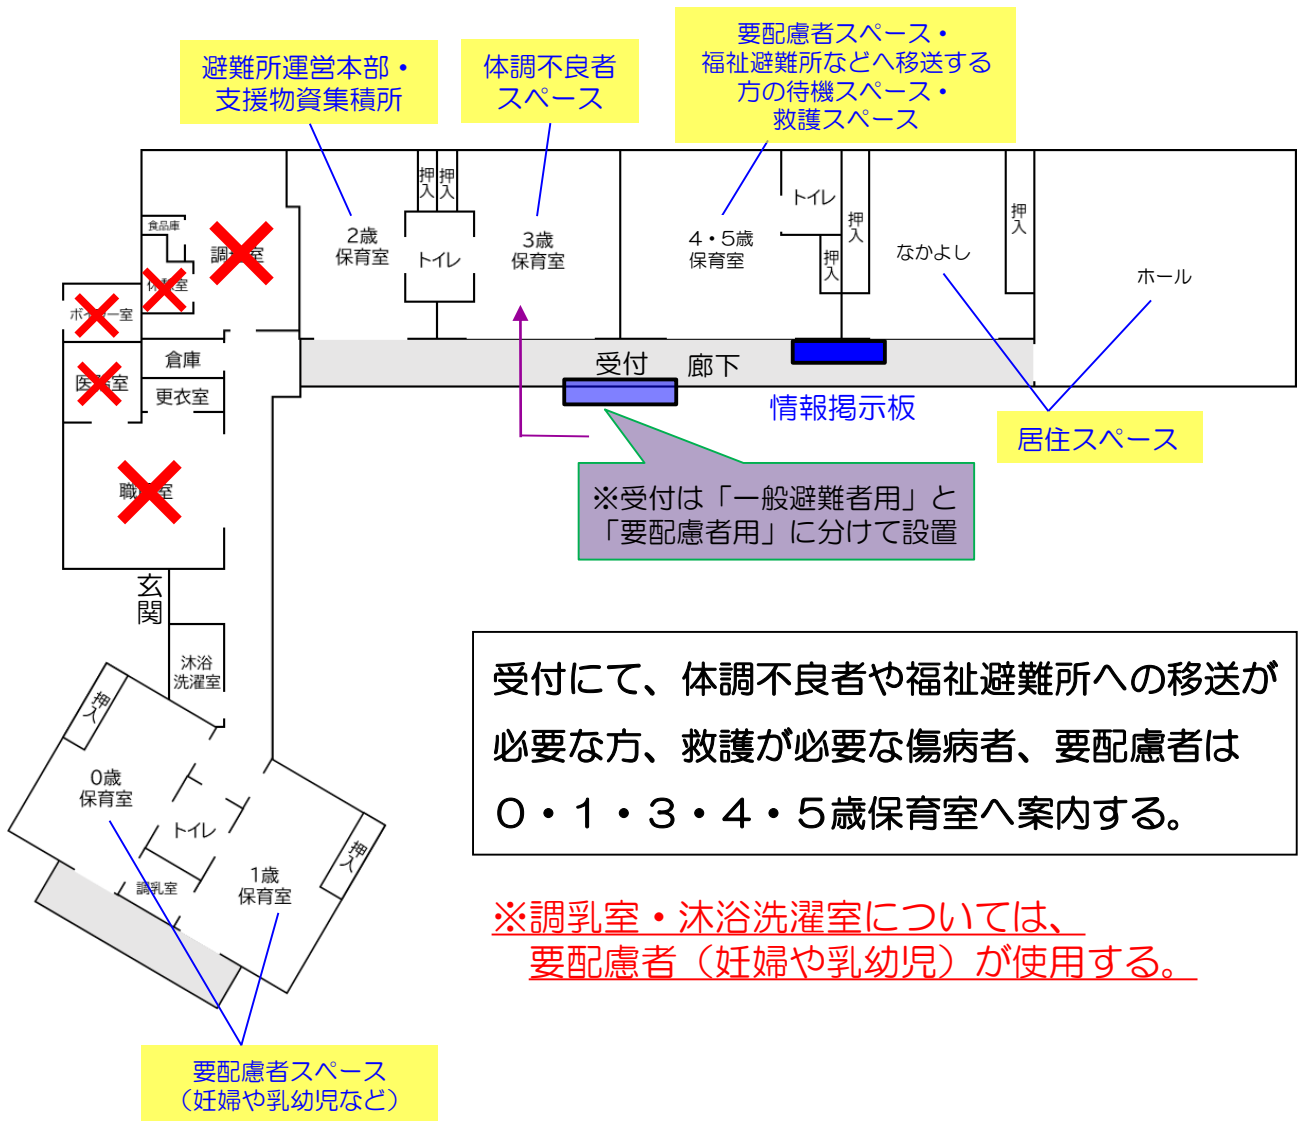 避難所運営本部・
支援物資集積所
体調不良者
スペース
要配慮者スペース・
福祉避難所などへ移送する
方の待機スペース・
救護スペース
押入
押入
トイレ
押入
押入
押入
食品庫
2歳
保育室
トイレ
3歳
保育室
4・5歳
保育室
なかよし
ホール
倉庫
更衣室
受付
廊下
情報掲示板
居住スペース
※受付は「一般避難者用」と
「要配慮者用」に分けて設置
玄関
沐浴
洗濯室
押入
0歳
保育室
トイレ
調乳室
1歳
保育室
押入
受付にて、体調不良者や福祉避難所への移送が
必要な方、救護が必要な傷病者、要配慮者は
０・１・３・４・５歳保育室へ案内する。
※調乳室・沐浴洗濯室については、
要配慮者（妊婦や乳幼児）が使用する。
要配慮者スペース
（妊婦や乳幼児など）